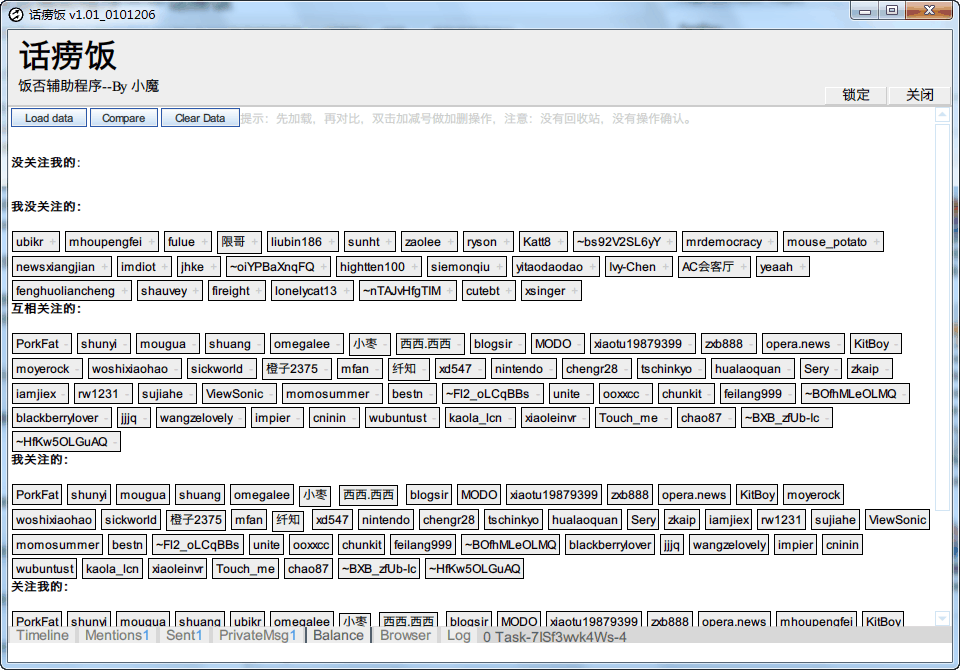 话痨饭 v1.01_0101206
话痨饭
饭否辅助程序--By 小魔
锁定 关闭
Load data Compare Clear Data 提示：先加载，再对比，双击加减号做加删操作，注意：没有回收站，没有操作确认。
没关注我的：
我没关注的：
ubikr + mhoupengfei + fulue + 限哥 + liubin186 + sunht + zaolee + ryson + Katt8 + ~bs92V2SL6yY + mrdemocracy + mouse_potato +
newsxiangjian + imdiot + jhke + ~oiYPBaXnqFQ + hightten100 + siemonqiu + yitaodaodao + lvy-Chen + AC会客厅 + yeaah +
fenghuoliancheng + shauvey + fireight + lonelycat13 + ~nTAJvHfgTIM + cutebt + xsinger +
互相关注的：
PorkFat - shunyi - mougua - shuang - omegalee - 小枣 - 西西.西西 - blogsir - MODO - xiaotu19879399 - zxb888 - opera.news - KitBoy -
moyerock - woshixiaohao - sickworld - 橙子2375 - mfan - 纤知 - xd547 - nintendo - chengr28 - tschinkyo - hualaoquan - Sery - zkaip -
iamjiex - rw1231 - sujiahe - ViewSonic - momosummer - bestn - ~Fl2_oLCqBBs - unite - ooxxcc - chunkit - feilang999 - ~BOfhMLeOLMQ -
blackberrylover - jjjq - wangzelovely - impier - cninin - wubuntust - kaola_lcn - xiaoleinvr - Touch_me - chao87 - ~BXB_zfUb-lc -
~HfKw5OLGuAQ -
我关注的：
PorkFat shunyi mougua shuang omegalee 小枣 西西.西西 blogsir MODO xiaotu19879399 zxb888 opera.news KitBoy moyerock
woshixiaohao sickworld 橙子2375 mfan 纤知 xd547 nintendo chengr28 tschinkyo hualaoquan Sery zkaip iamjiex rw1231 sujiahe ViewSonic
momosummer bestn ~Fl2_oLCqBBs unite ooxxcc chunkit feilang999 ~BOfhMLeOLMQ blackberrylover jjjq wangzelovely impier cninin
wubuntust kaola_lcn xiaoleinvr Touch_me chao87 ~BXB_zfUb-lc ~HfKw5OLGuAQ
关注我的：
PorkFat shunyi mougua shuang ubikr omegalee 小枣 西西.西西 blogsir MODO xiaotu19879399 zxb888 opera.news mhoupengfei KitBoy
Timeline Mentions1 Sent1 PrivateMsg1 Balance Browser Log 0 Task-7lSf3wvk4Ws-4